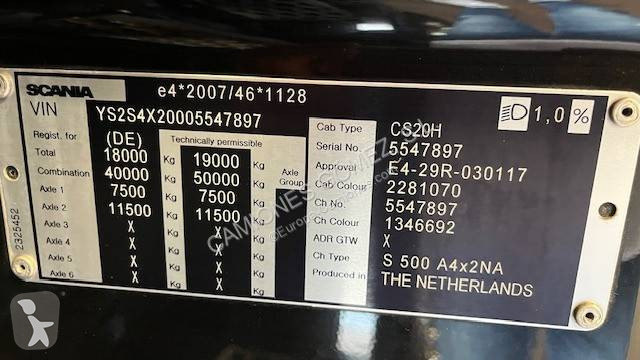 SCANIA e4*2007/46*1128
VIN YS2S4X20005547897
Regist. for (DE) Technically permissible
Total 18000 Kg 19000 Kg Axle Group
Combination 40000 Kg 50000 Kg
Axle 1 7500 Kg 7500 Kg
Axle 2 11500 Kg 11500 Kg
Axle 3 X Kg X Kg
Axle 4 X Kg X Kg
Axle 5 X Kg X Kg
Axle 6 X Kg X Kg
2325452
1,0 %
Cab Type CS20H
Serial No. 5547897
Approval E4-29R-030117
Cab Colour 2281070
Ch No. 5547897
Ch Colour 1346692
ADR GTW X
Ch Type S 500 A4x2NA
Produced in THE NETHERLANDS